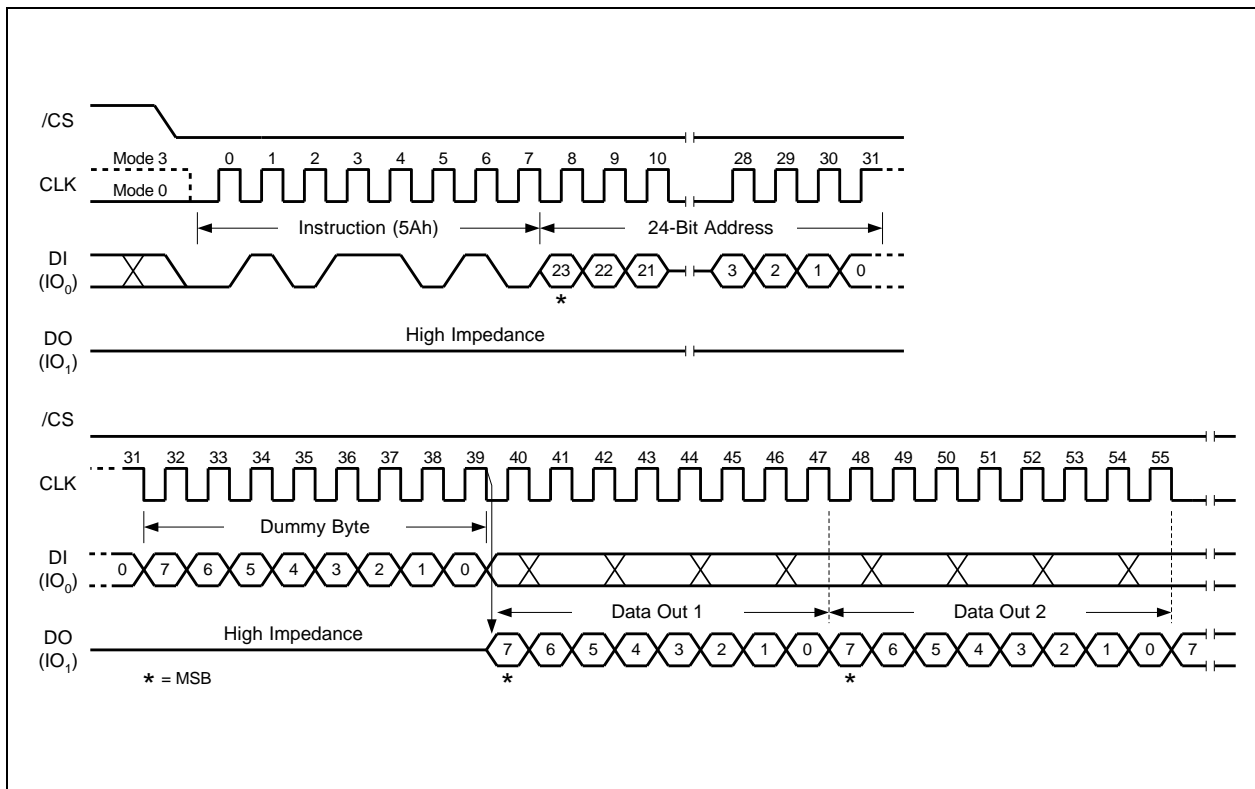 /CS
Mode 3 0 1 2 3 4 5 6 7 8 9 10 28 29 30 31
CLK
Mode 0
Instruction (5Ah) 24-Bit Address
DI
(IO0) 23 22 21 3 2 1 0
*
High Impedance
DO
(IO1)
/CS
31 32 33 34 35 36 37 38 39 40 41 42 43 44 45 46 47 48 49 50 51 52 53 54 55
CLK
Dummy Byte
DI
(IO0) 0 7 6 5 4 3 2 1 0
Data Out 1 Data Out 2
High Impedance
DO
(IO1) 7 6 5 4 3 2 1 0 7 6 5 4 3 2 1 0 7
* = MSB * *